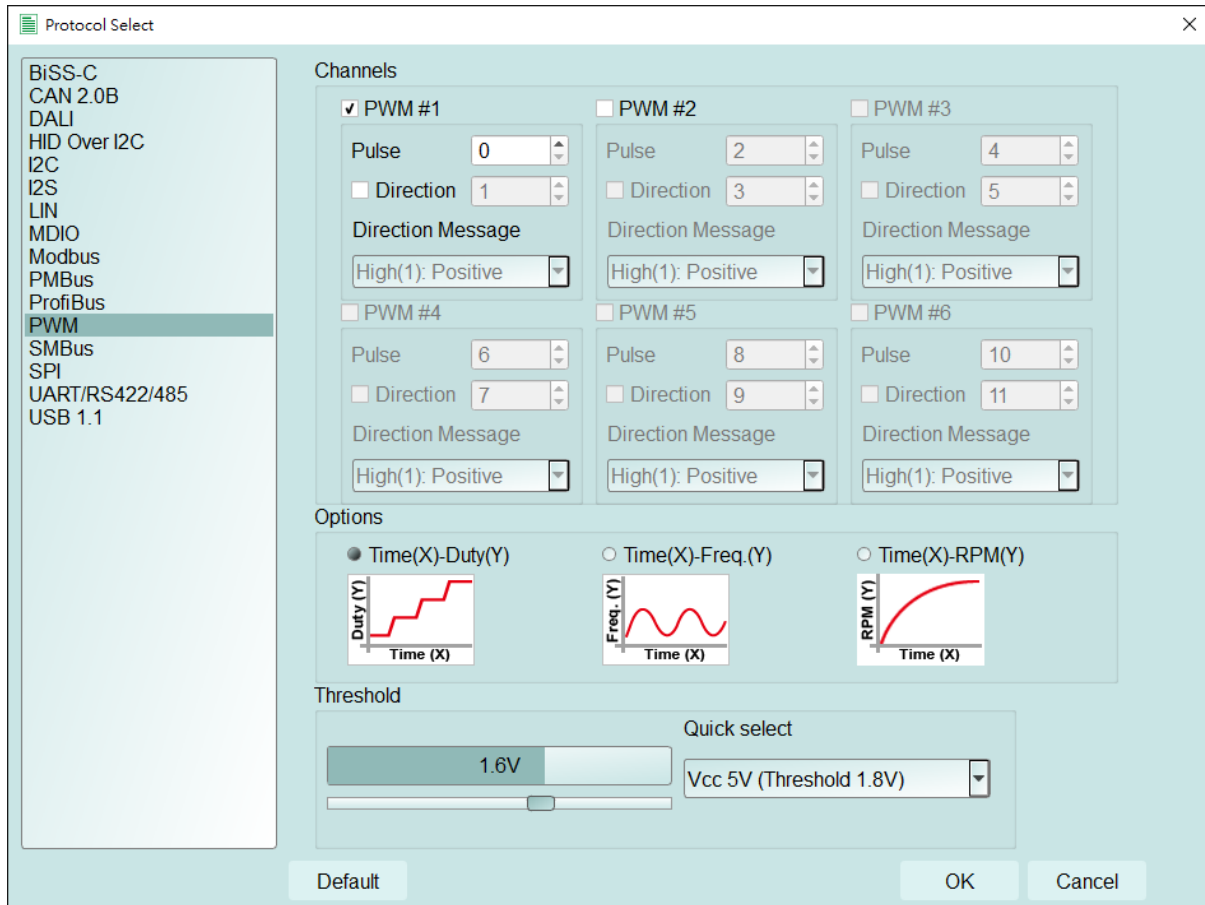 Protocol Select
BiSS-C
CAN 2.0B
DALI
HID Over I2C
I2C
I2S
LIN
MDIO
Modbus
PMBus
ProfiBus
PWM
SMBus
SPI
UART/RS422/485
USB 1.1
Channels
PWM #1
Pulse 0
Direction 1
Direction Message
High(1): Positive
PWM #2
Pulse 2
Direction 3
Direction Message
High(1): Positive
PWM #3
Pulse 4
Direction 5
Direction Message
High(1): Positive
PWM #4
Pulse 6
Direction 7
Direction Message
High(1): Positive
PWM #5
Pulse 8
Direction 9
Direction Message
High(1): Positive
PWM #6
Pulse 10
Direction 11
Direction Message
High(1): Positive
Options
Time(X)-Duty(Y)
Duty (Y)
Time (X)
Time(X)-Freq.(Y)
Freq. (Y)
Time (X)
Time(X)-RPM(Y)
RPM (Y)
Time (X)
Threshold
1.6V
Quick select
Vcc 5V (Threshold 1.8V)
Default
OK
Cancel